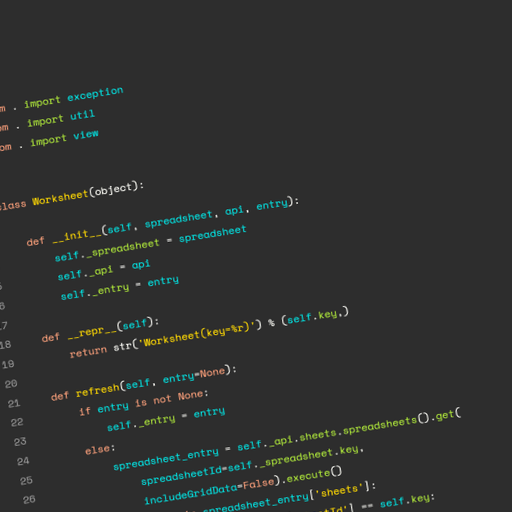 om . import exception
om . import util
om . import view
class Worksheet(object):
def __init__(self, spreadsheet, api, entry):
self._spreadsheet = spreadsheet
self._api = api
self._entry = entry
17 def __repr__(self):
18 return str('Worksheet(key=%r)') % (self.key,)
19
20 def refresh(self, entry=None):
21 if entry is not None:
22 self._entry = entry
23 else:
24 spreadsheet_entry = self._api.sheets.spreadsheets().get(
25 spreadsheetId=self._spreadsheet.key,
26 includeGridData=False).execute()
spreadsheet_entry['sheets']:
tId'] == self.key: